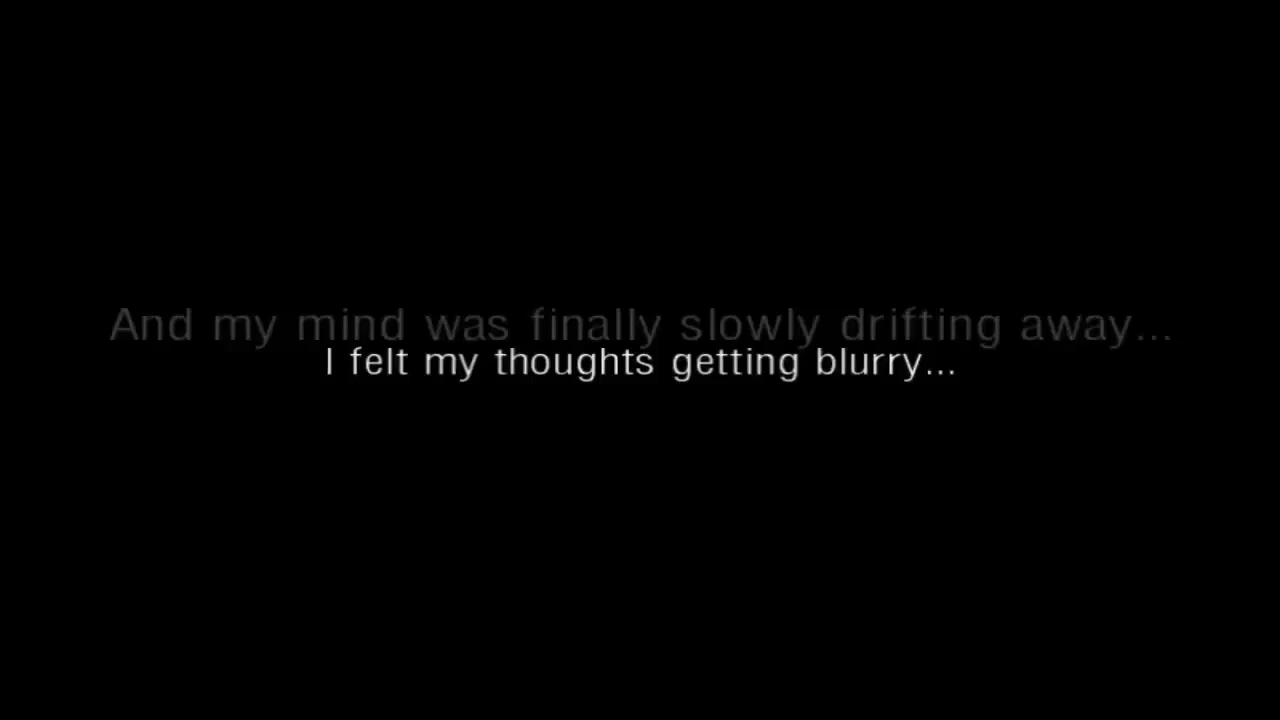 And my mind was finally slowly drifting away...
I felt my thoughts getting blurry...